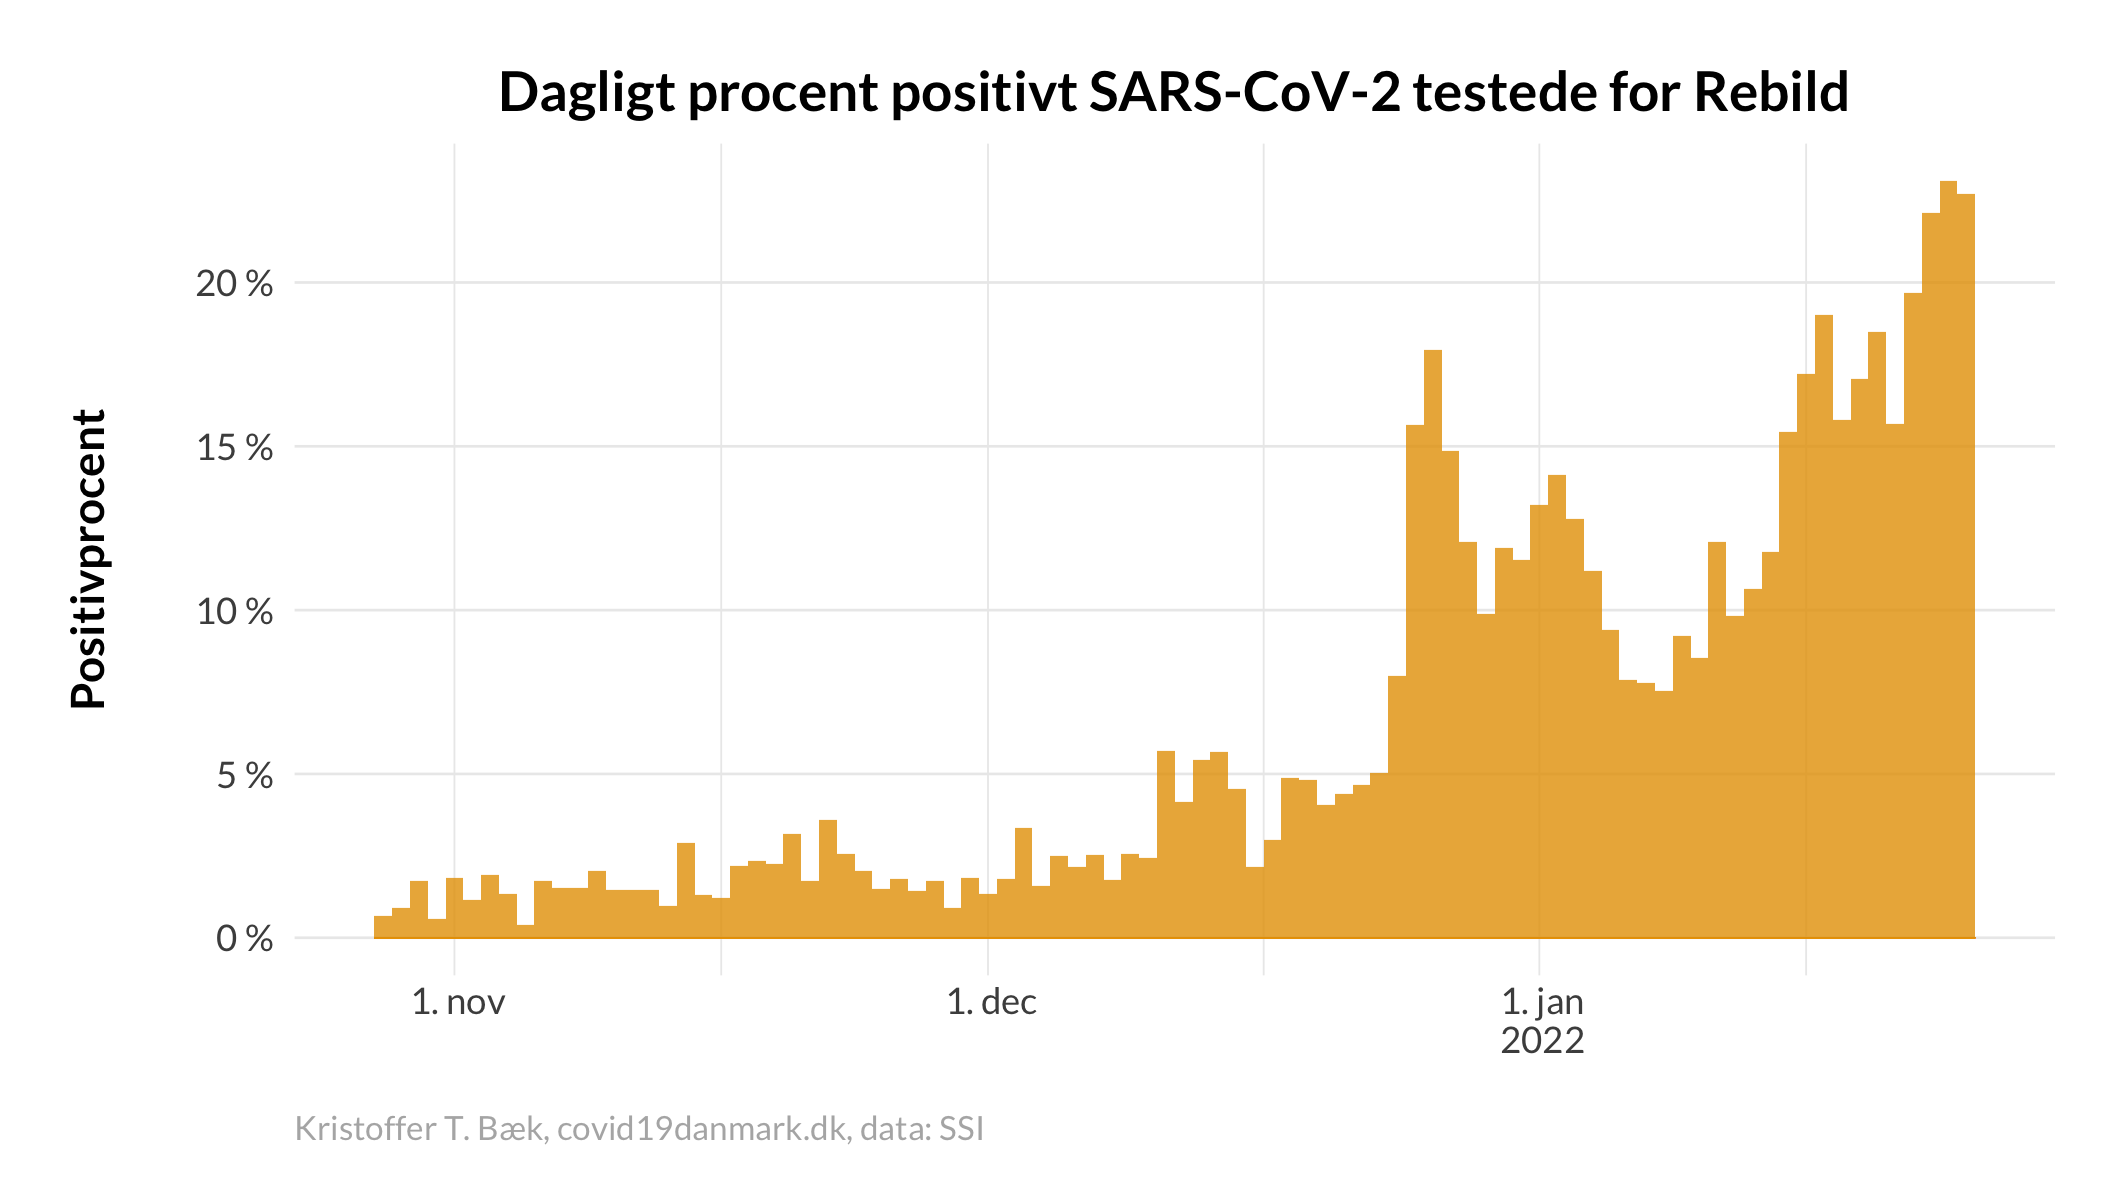 Dagligt procent positivt SARS-CoV-2 testede for Rebild
Positivprocent
20 %
15 %
10 %
5 %
0 %
1. nov
1. dec
1. jan
2022
Kristoffer T. Bæk, covid19danmark.dk, data: SSI